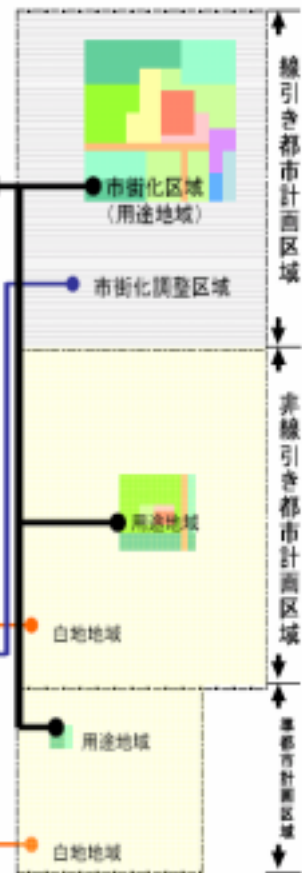 線引き都市計画区域
市街化区域
(用途地域)
市街化調整区域
非線引き都市計画区域
用途地域
白地地域
準都市計画区域
用途地域
白地地域